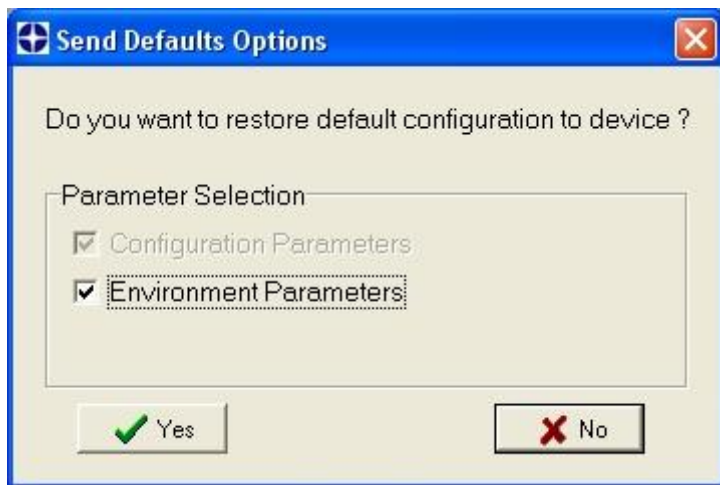 Send Defaults Options
Do you want to restore default configuration to device ?
Parameter Selection
Configuration Parameters
Environment Parameters
Yes
No